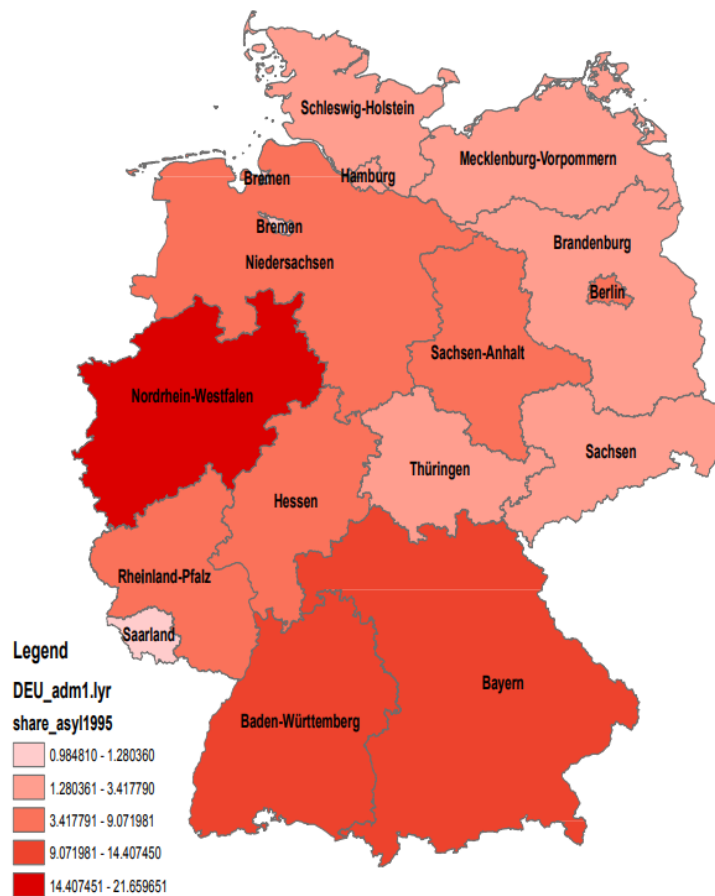 Schleswig-Holstein
Mecklenburg-Vorpommern
Hamburg
Bremen
Bremen
Brandenburg
Niedersachsen
Berlin
Sachsen-Anhalt
Nordrhein-Westfalen
Sachsen
Thüringen
Hessen
Rheinland-Pfalz
Saarland
Bayern
Baden-Württemberg
Legend
DEU_adm1.lyr
share_asyl1995
0.984810 - 1.280360
1.280361 - 3.417790
3.417791 - 9.071981
9.071981 - 14.407450
14.407451 - 21.659651